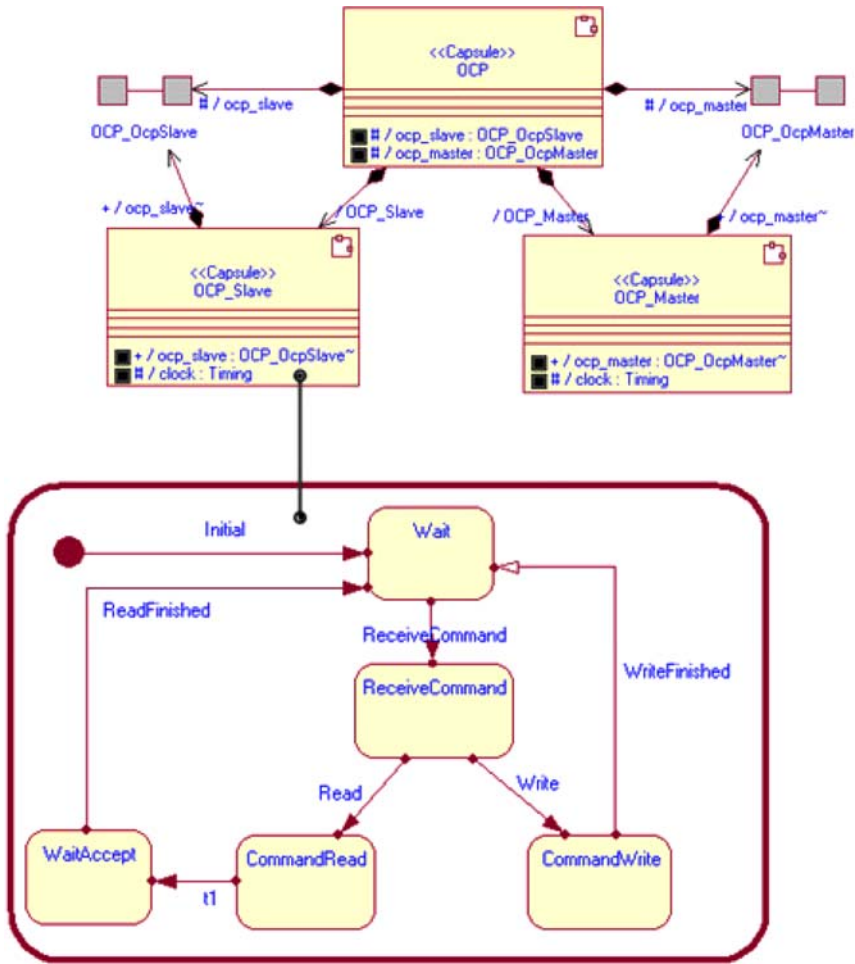 <<Capsule>>
OCP
# / ocp_slave
# / ocp_master
OCP_OcpSlave
OCP_OcpMaster
# / ocp_slave : OCP_OcpSlave
# / ocp_master : OCP_OcpMaster
+ / ocp_slave~
/ OCP_Slave
/ OCP_Master
+ / ocp_master~
<<Capsule>>
OCP_Slave
+ / ocp_slave : OCP_OcpSlave~
# / clock : Timing
<<Capsule>>
OCP_Master
+ / ocp_master : OCP_OcpMaster~
# / clock : Timing
Initial
Wait
ReadFinished
ReceiveCommand
ReceiveCommand
WriteFinished
Read
Write
WaitAccept
CommandRead
CommandWrite
t1